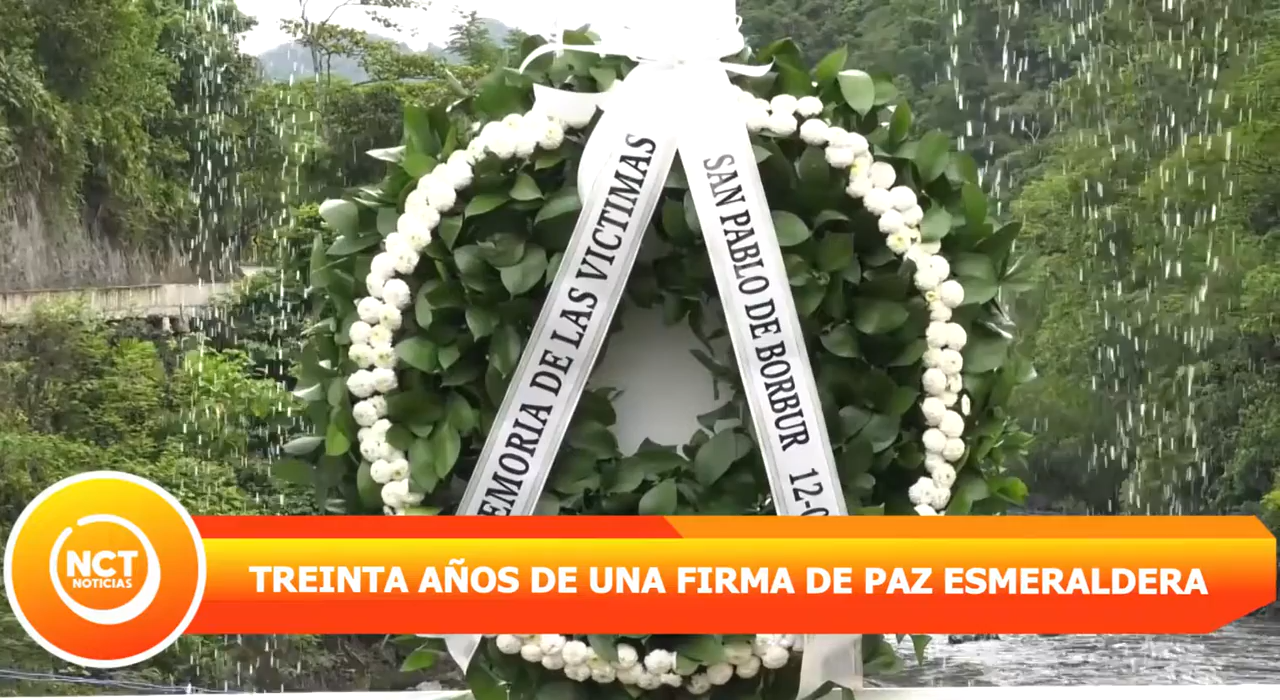 EMORIA DE LAS VICTIMAS
SAN PABLO DE BORBUR 12-0
NCT
NOTICIAS
TREINTA AÑOS DE UNA FIRMA DE PAZ ESMERALDERA